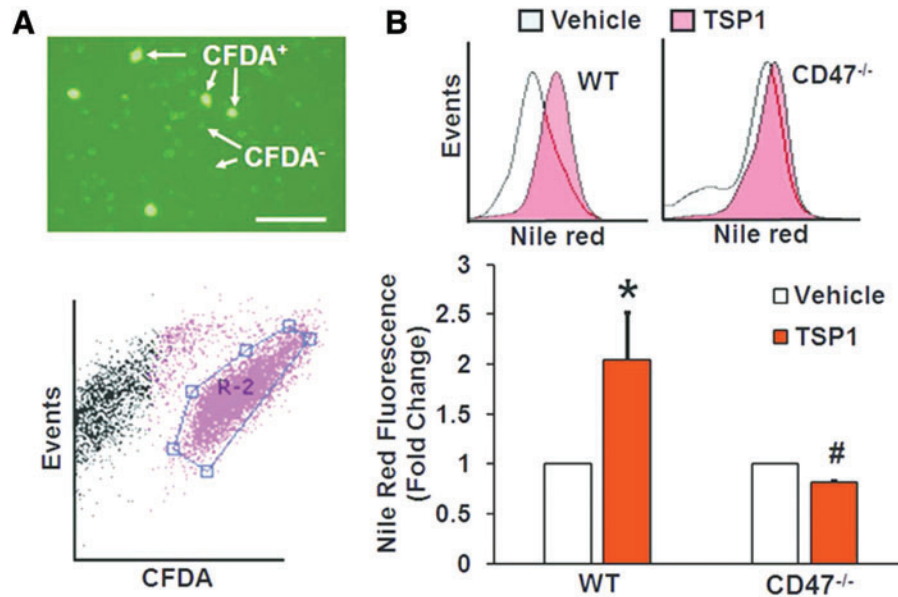 A
CFDA⁺
CFDA⁻
Events
R-2
CFDA
B
Vehicle TSP1
Events
WT
Nile red
CD47⁻/⁻
Nile red
Nile Red Fluorescence
(Fold Change)
3
2.5
2
1.5
1
0.5
0
*
#
Vehicle
TSP1
WT
CD47⁻/⁻